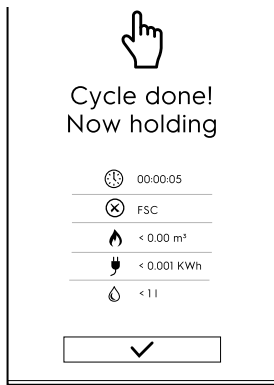 Cycle done!
Now holding
00:00:05
FSC
< 0.00 m³
< 0.001 KWh
< 1 l